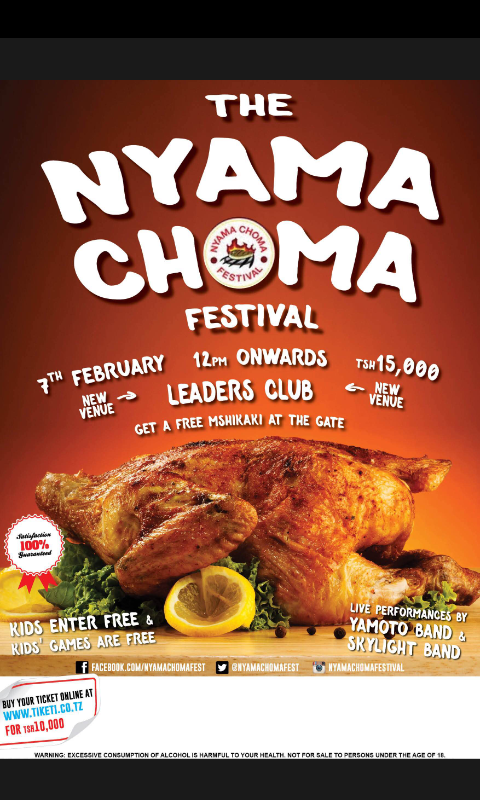 THE
NYAMA
CHOMA
NYAMA CHOMA
FESTIVAL
FESTIVAL
7TH FEBRUARY
12PM ONWARDS
TSH15,000
NEW
VENUE
LEADERS CLUB
NEW
VENUE
GET A FREE MSHIKAKI AT THE GATE
Satisfaction
100%
Guaranteed
KIDS ENTER FREE &
KIDS' GAMES ARE FREE
LIVE PERFORMANCES BY
YAMOTO BAND &
SKYLIGHT BAND
FACEBOOK.COM/NYAMACHOMAFEST @NYAMACHOMAFEST NYAMACHOMAFESTIVAL
BUY YOUR TICKET ONLINE AT
WWW.TIKETI.CO.TZ
FOR TSH10,000
WARNING: EXCESSIVE CONSUMPTION OF ALCOHOL IS HARMFUL TO YOUR HEALTH. NOT FOR SALE TO PERSONS UNDER THE AGE OF 18.